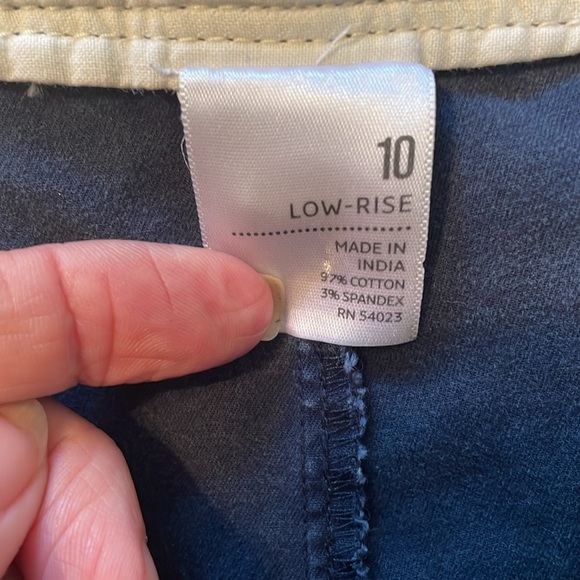 10
LOW-RISE
MADE IN
INDIA
97% COTTON
3% SPANDEX
RN 54023